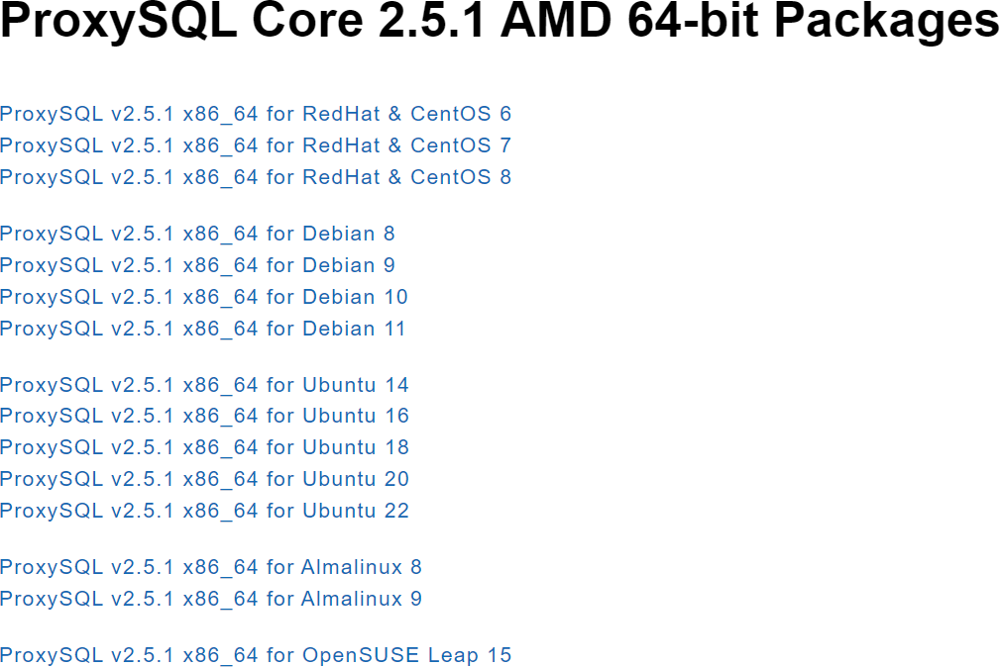 ProxySQL Core 2.5.1 AMD 64-bit Packages
ProxySQL v2.5.1 x86_64 for RedHat & CentOS 6
ProxySQL v2.5.1 x86_64 for RedHat & CentOS 7
ProxySQL v2.5.1 x86_64 for RedHat & CentOS 8
ProxySQL v2.5.1 x86_64 for Debian 8
ProxySQL v2.5.1 x86_64 for Debian 9
ProxySQL v2.5.1 x86_64 for Debian 10
ProxySQL v2.5.1 x86_64 for Debian 11
ProxySQL v2.5.1 x86_64 for Ubuntu 14
ProxySQL v2.5.1 x86_64 for Ubuntu 16
ProxySQL v2.5.1 x86_64 for Ubuntu 18
ProxySQL v2.5.1 x86_64 for Ubuntu 20
ProxySQL v2.5.1 x86_64 for Ubuntu 22
ProxySQL v2.5.1 x86_64 for Almalinux 8
ProxySQL v2.5.1 x86_64 for Almalinux 9
ProxySQL v2.5.1 x86_64 for OpenSUSE Leap 15